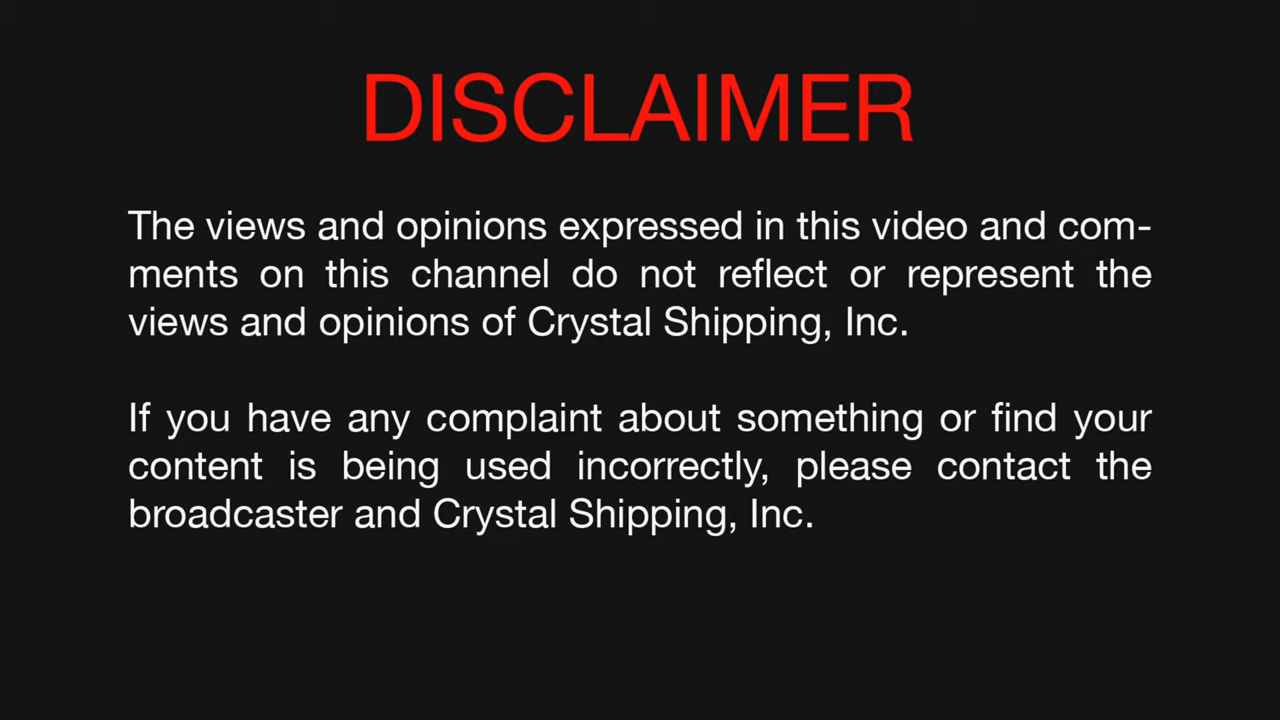 DISCLAIMER
The views and opinions expressed in this video and com-
ments on this channel do not reflect or represent the
views and opinions of Crystal Shipping, Inc.
If you have any complaint about something or find your
content is being used incorrectly, please contact the
broadcaster and Crystal Shipping, Inc.